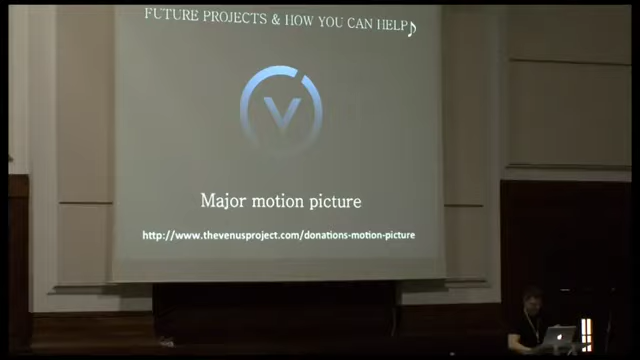 FUTURE PROJECTS & HOW YOU CAN HELP♪
V
Major motion picture
http://www.thevenusproject.com/donations-motion-picture